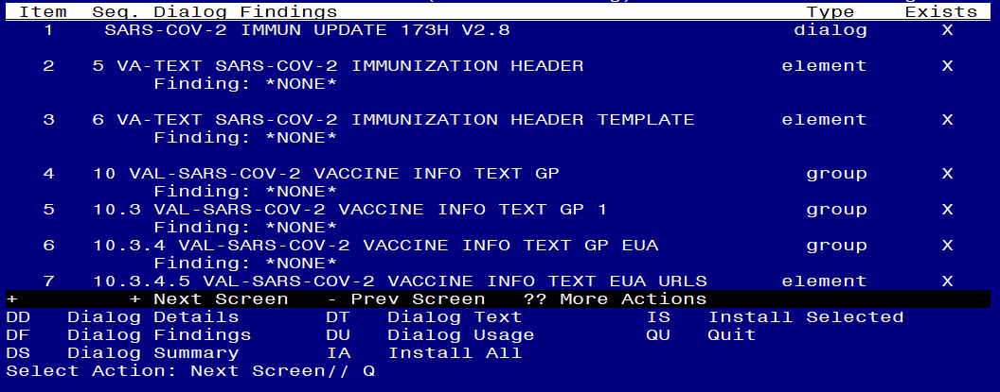 Item Seq. Dialog Findings Type Exists
1 SARS-COV-2 IMMUN UPDATE 173H V2.8 dialog X
2 5 VA-TEXT SARS-COV-2 IMMUNIZATION HEADER element X
Finding: *NONE*
3 6 VA-TEXT SARS-COV-2 IMMUNIZATION HEADER TEMPLATE element X
Finding: *NONE*
4 10 VAL-SARS-COV-2 VACCINE INFO TEXT GP group X
Finding: *NONE*
5 10.3 VAL-SARS-COV-2 VACCINE INFO TEXT GP 1 group X
Finding: *NONE*
6 10.3.4 VAL-SARS-COV-2 VACCINE INFO TEXT GP EUA group X
Finding: *NONE*
7 10.3.4.5 VAL-SARS-COV-2 VACCINE INFO TEXT EUA URLS element X
+ + Next Screen - Prev Screen ?? More Actions
DD Dialog Details DT Dialog Text IS Install Selected
DF Dialog Findings DU Dialog Usage QU Quit
DS Dialog Summary IA Install All
Select Action: Next Screen// Q